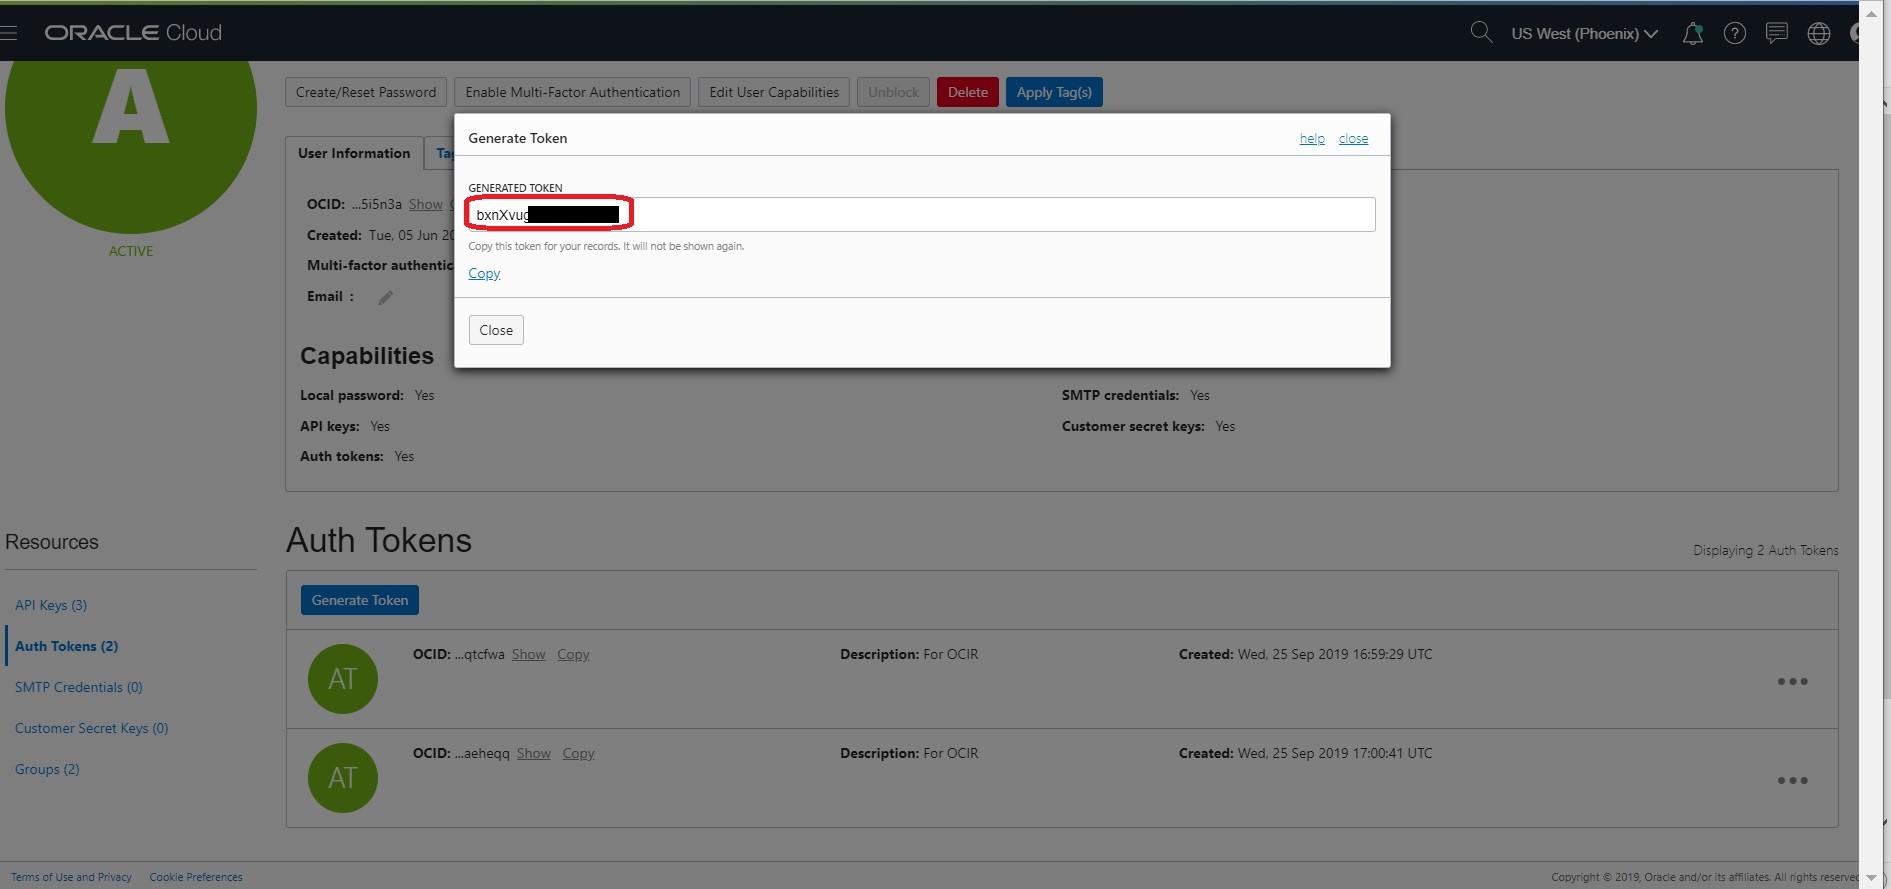 ORACLE Cloud
US West (Phoenix)
A
ACTIVE
Create/Reset Password
Enable Multi-Factor Authentication
Edit User Capabilities
Unblock
Delete
Apply Tag(s)
Generate Token
help
close
GENERATED TOKEN
bxnXvug
Copy this token for your records. It will not be shown again.
Copy
Close
User Information
OCID: ...5i5n3a Show
Created: Tue, 05 Jun
Email :
Capabilities
Local password: Yes
API keys: Yes
Auth tokens: Yes
SMTP credentials: Yes
Customer secret keys: Yes
Resources
API Keys (3)
Auth Tokens (2)
SMTP Credentials (0)
Customer Secret Keys (0)
Groups (2)
Auth Tokens
Displaying 2 Auth Tokens
Generate Token
AT
OCID: ...qtcfwa Show Copy
Description: For OCIR
Created: Wed, 25 Sep 2019 16:59:29 UTC
AT
OCID: ...aeheqq Show Copy
Description: For OCIR
Created: Wed, 25 Sep 2019 17:00:41 UTC
Terms of Use and Privacy
Cookie Preferences
Copyright © 2019, Oracle and/or its affiliates. All rights